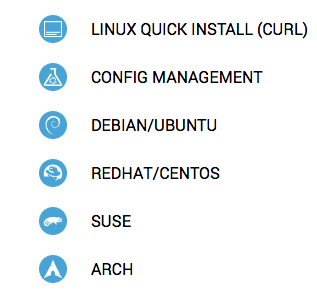 LINUX QUICK INSTALL (CURL)
CONFIG MANAGEMENT
DEBIAN/UBUNTU
REDHAT/CENTOS
SUSE
ARCH